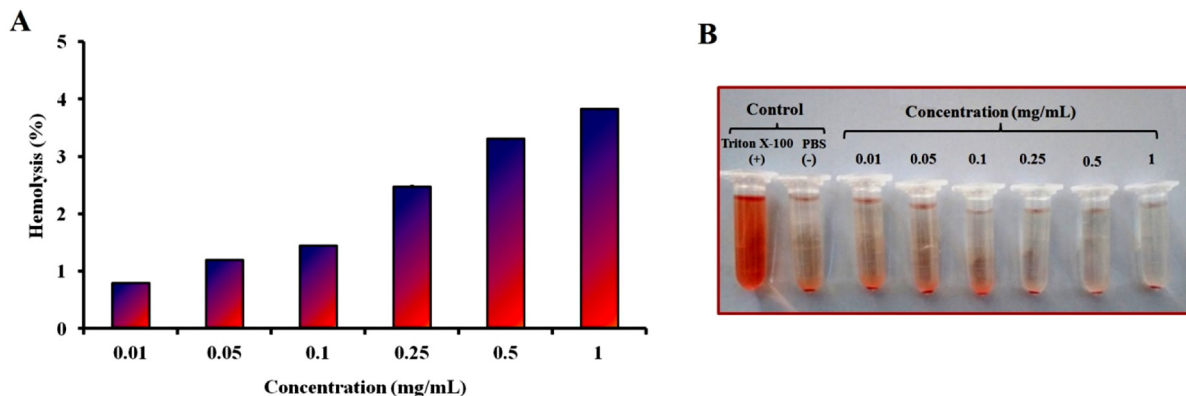 A
5
4
3
2
1
0
Hemolysis (%)
0.01 0.05 0.1 0.25 0.5 1
Concentration (mg/mL)
B
Control Concentration (mg/mL)
Triton X-100 PBS
(+) (-) 0.01 0.05 0.1 0.25 0.5 1